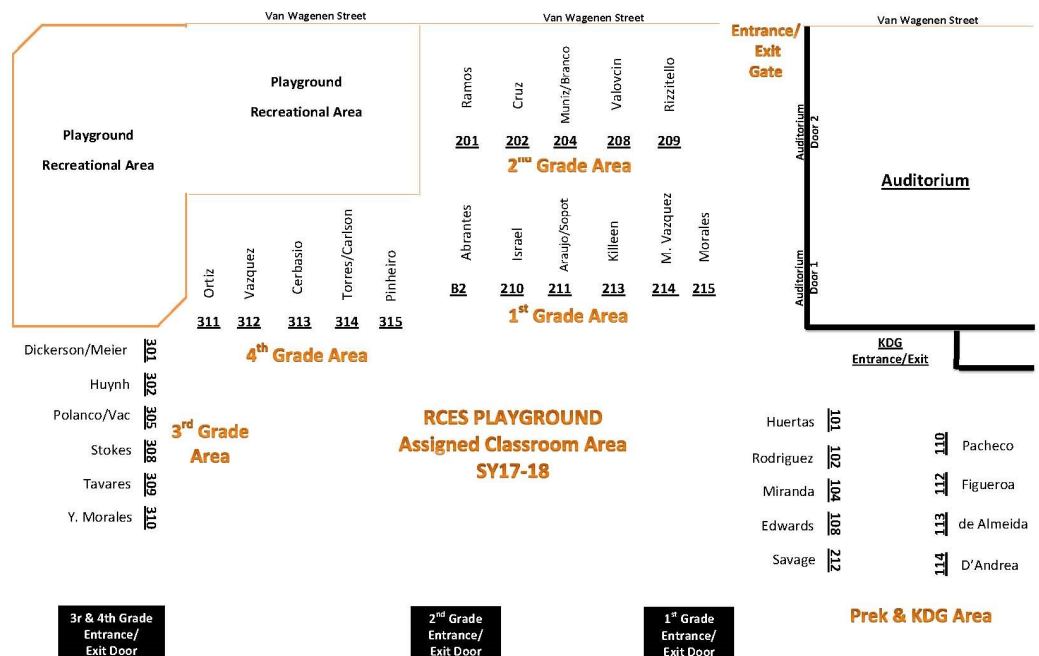 Van Wagenen Street
Van Wagenen Street
Van Wagenen Street
Entrance/
Exit
Gate
Playground
Recreational Area
Playground
Recreational Area
Ramos
Cruz
Muniz/Branco
Valovcin
Rizzitello
201
202
204
208
209
2nd Grade Area
Auditorium
Door 2
Auditorium
Auditorium
Door 1
Abrantes
Israel
Araujo/Sopot
Killeen
M. Vazquez
Morales
B2
210
211
213
214
215
1st Grade Area
Ortiz
Vazquez
Cerbasio
Torres/Carlson
Pinheiro
311
312
313
314
315
4th Grade Area
KDG
Entrance/Exit
Dickerson/Meier 301
Huynh 302
Polanco/Vac 305
Stokes 308
Tavares 309
Y. Morales 310
3rd Grade
Area
RCES PLAYGROUND
Assigned Classroom Area
SY17-18
Huertas 101
Rodriguez 102
Miranda 104
Edwards 108
Savage 212
110 Pacheco
112 Figueroa
113 de Almeida
114 D'Andrea
Prek & KDG Area
3r & 4th Grade
Entrance/
Exit Door
2nd Grade
Entrance/
Exit Door
1st Grade
Entrance/
Exit Door